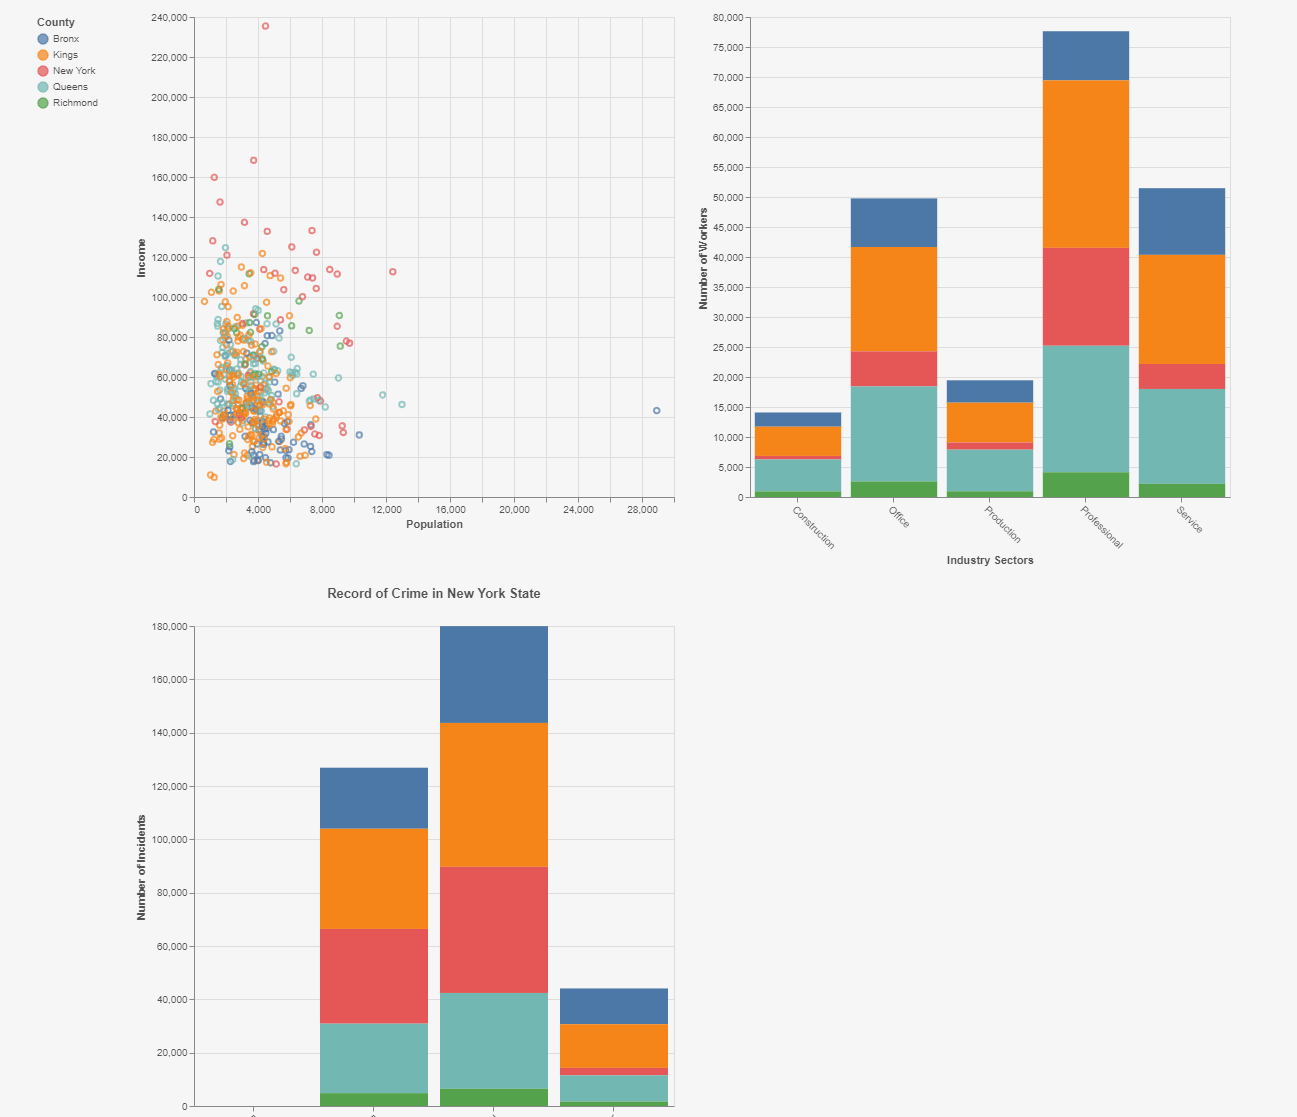 County
Bronx
Kings
New York
Queens
Richmond
240,000
220,000
200,000
180,000
160,000
140,000
120,000
100,000
80,000
60,000
40,000
20,000
0
Income
0 4,000 8,000 12,000 16,000 20,000 24,000 28,000
Population
80,000
75,000
70,000
65,000
60,000
55,000
50,000
45,000
40,000
35,000
30,000
25,000
20,000
15,000
10,000
5,000
0
Number of Workers
Construction Office Production Professional Service
Industry Sectors
Record of Crime in New York State
180,000
160,000
140,000
120,000
100,000
80,000
60,000
40,000
20,000
0
Number of Incidents